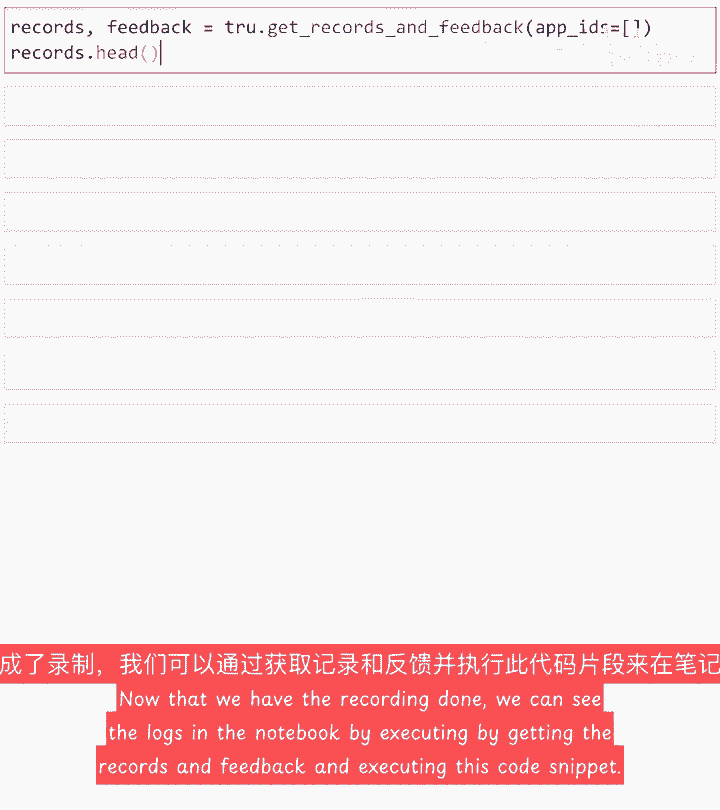 records, feedback = tru.get_records_and_feedback(app_ids=[])
records.head()
成了录制，我们可以通过获取记录和反馈并执行此代码片段来在笔记
Now that we have the recording done, we can see
the logs in the notebook by executing by getting the
records and feedback and executing this code snippet.